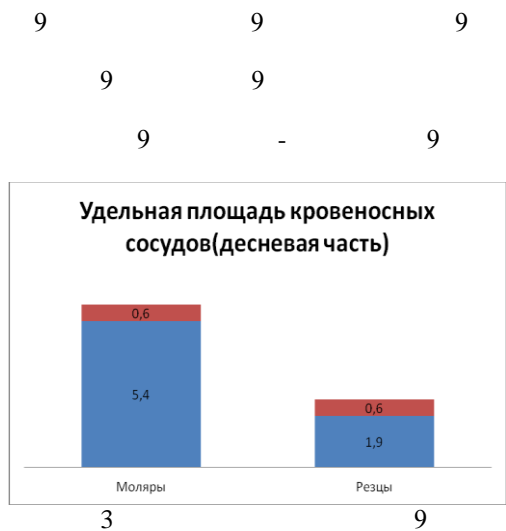 9 9 9
9 9
9 - 9
Удельная площадь кровеносных
сосудов(десневая часть)
0,6
5,4
0,6
1,9
Моляры Резцы
3 9